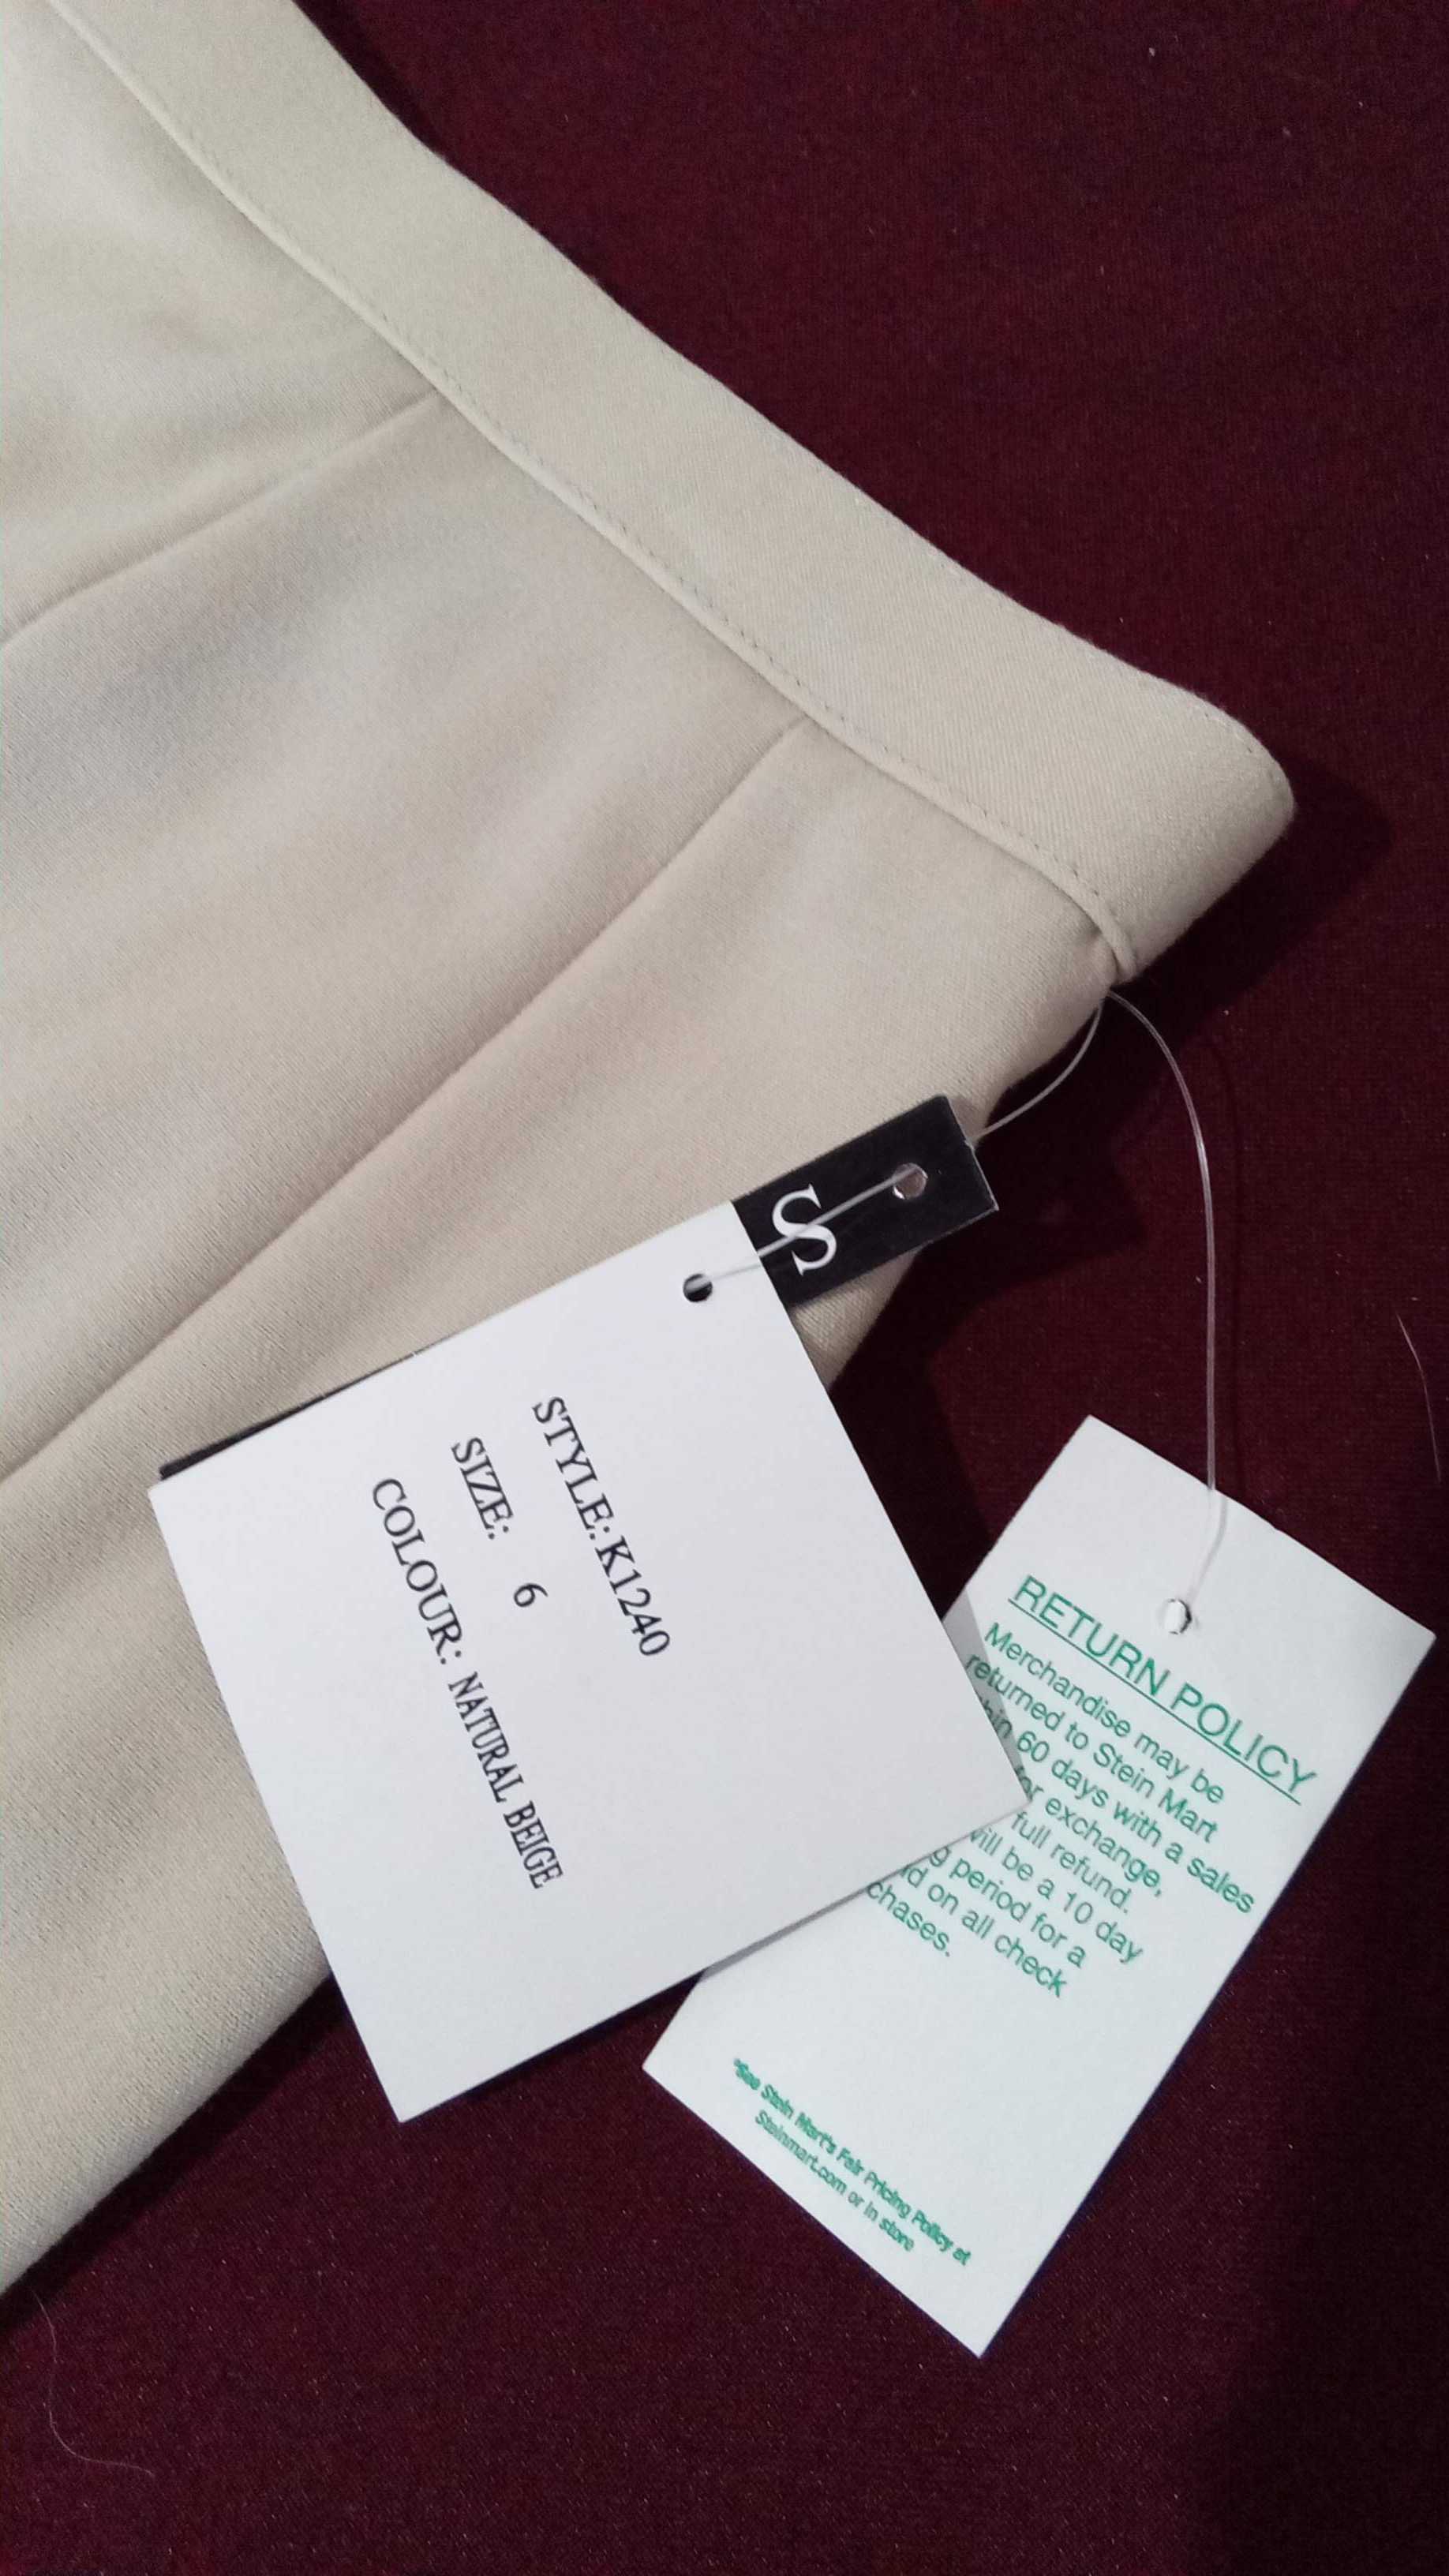 S
STYLE: K1240
SIZE: 6
COLOUR: NATURAL BEIGE
RETURN POLICY
Merchandise may be
returned to Stein Mart
60 days with a sales
exchange,
full refund.
will be a 10 day
period for a
on all check
*See Stein Mart's Fair Pricing Policy at
Steinmart.com or in store